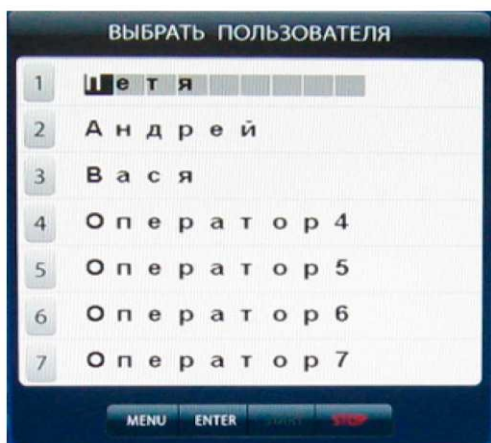 ВЫБРАТЬ ПОЛЬЗОВАТЕЛЯ
1 Петя
2 Андрей
3 Вася
4 Оператор4
5 Оператор5
6 Оператор6
7 Оператор7
MENU ENTER START STOP